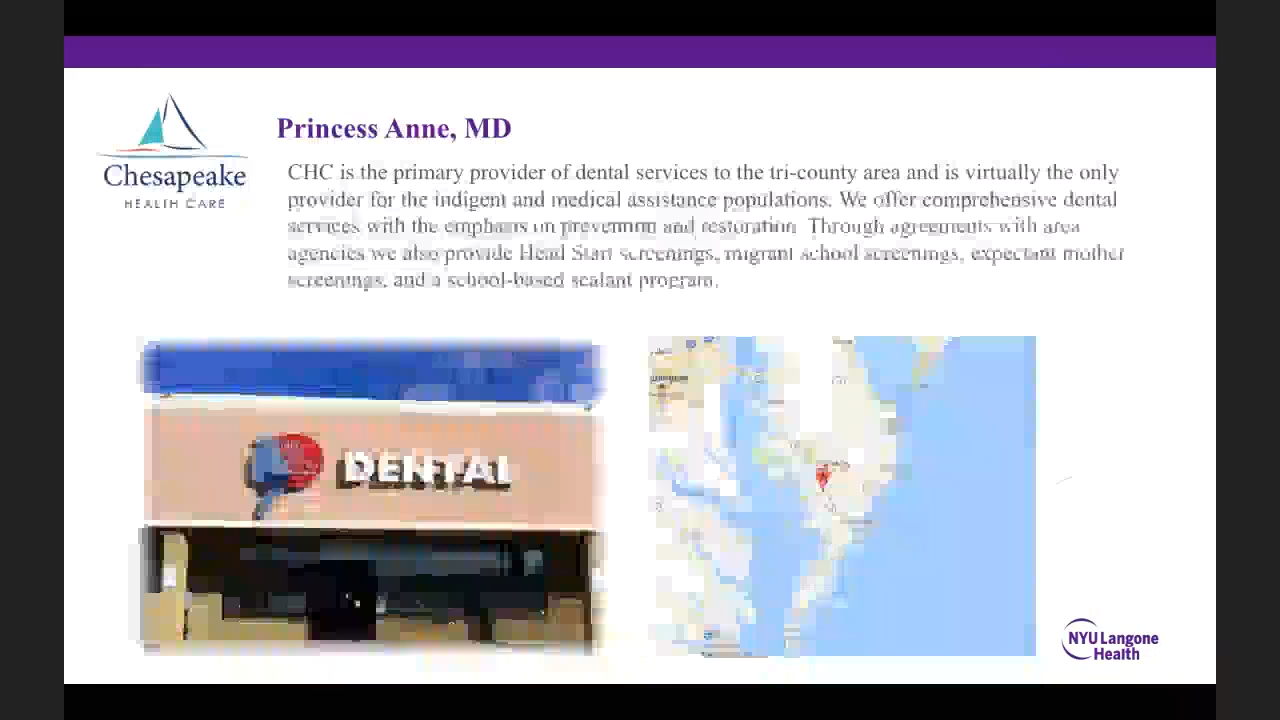 Chesapeake
HEALTH CARE
Princess Anne, MD
CHC is the primary provider of dental services to the tri-county area and is virtually the only
provider for the indigent and medical assistance populations. We offer comprehensive dental
services with the emphasis on prevention and restoration. Through agreements with area
agencies we also provide Head Start screenings, migrant school screenings, expectant mother
screenings, and a school-based sealant program.
DENTAL
NYU Langone
Health